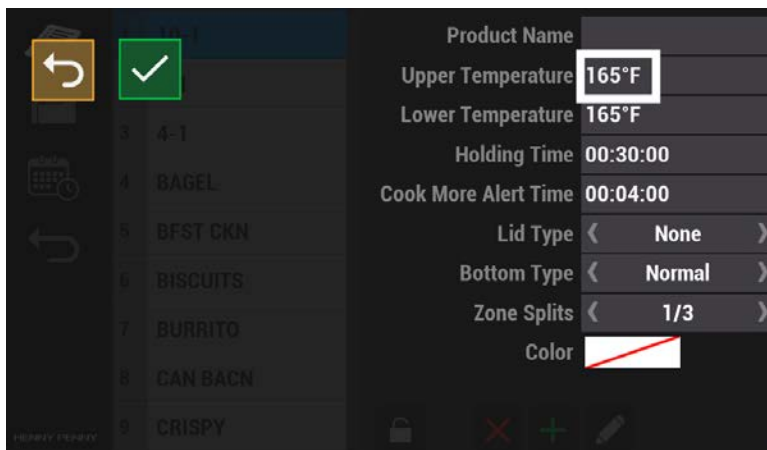 10-1
Product Name
Upper Temperature 165°F
Lower Temperature 165°F
Holding Time 00:30:00
Cook More Alert Time 00:04:00
Lid Type None
Bottom Type Normal
Zone Splits 1/3
Color
3 4-1
4 BAGEL
5 BFST CKN
6 BISCUITS
7 BURRITO
8 CAN BACN
9 CRISPY
HENNY PENNY